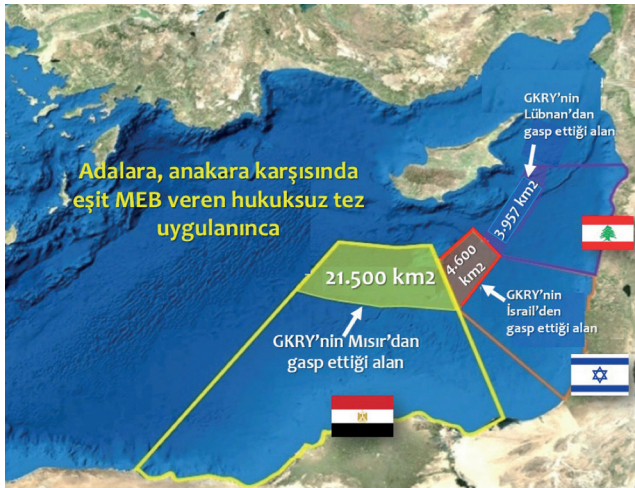 GKRY'nin
Lübnan'dan
gasp ettiği alan
Adalara, anakara karşısında
eşit MEB veren hukuksuz tez
uygulanınca
3.957 km2
4.600
km2
21.500 km2
GKRY'nin
İsrail'den
gasp ettiği alan
GKRY'nin Mısır'dan
gasp ettiği alan